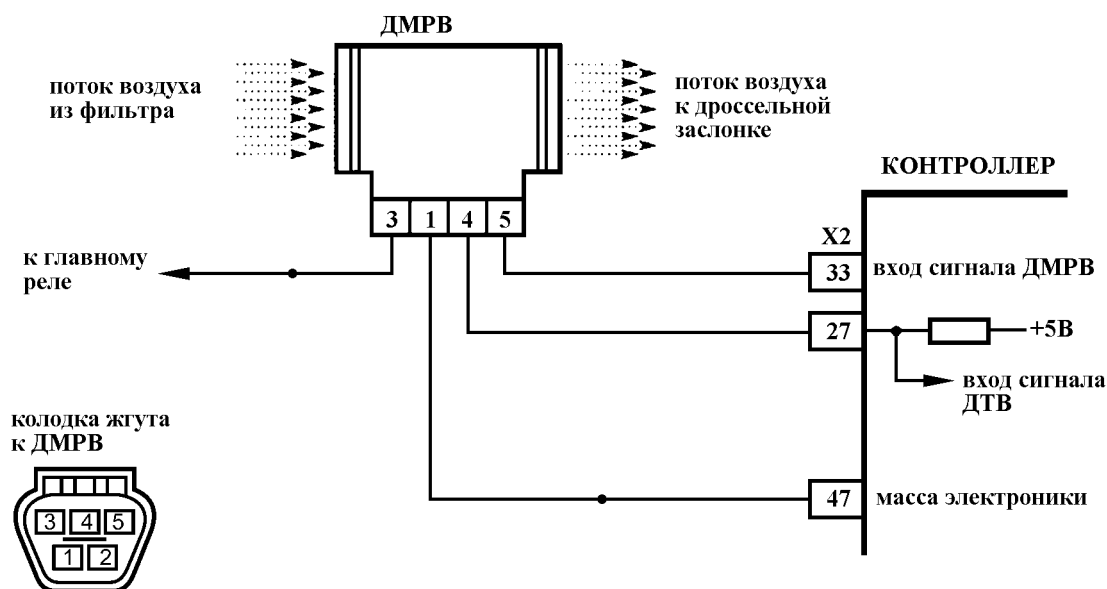 ДМРВ
поток воздуха
из фильтра
поток воздуха
к дроссельной
заслонке
КОНТРОЛЛЕР
3 1 4 5
X2
к главному
реле
33 вход сигнала ДМРВ
27 +5В
вход сигнала
ДТВ
колодка жгута
к ДМРВ
47 масса электроники
3 4 5
1 2